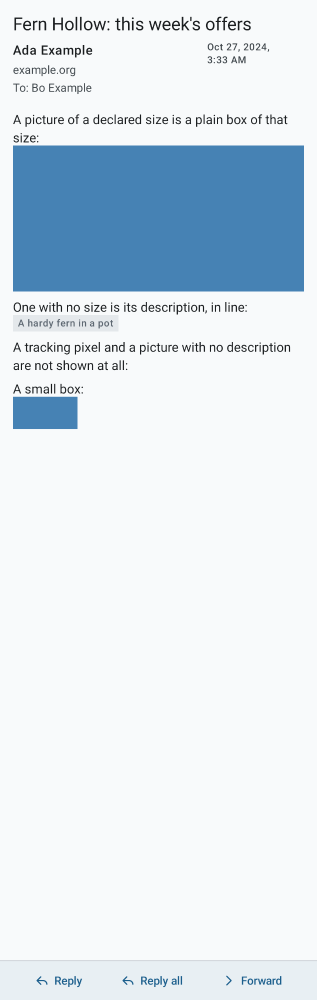 Fern Hollow: this week's offers
Ada Example
Oct 27, 2024,
3:33 AM
example.org
To: Bo Example
A picture of a declared size is a plain box of that
size:
One with no size is its description, in line:
A hardy fern in a pot
A tracking pixel and a picture with no description
are not shown at all:
A small box:
Reply
Reply all
Forward